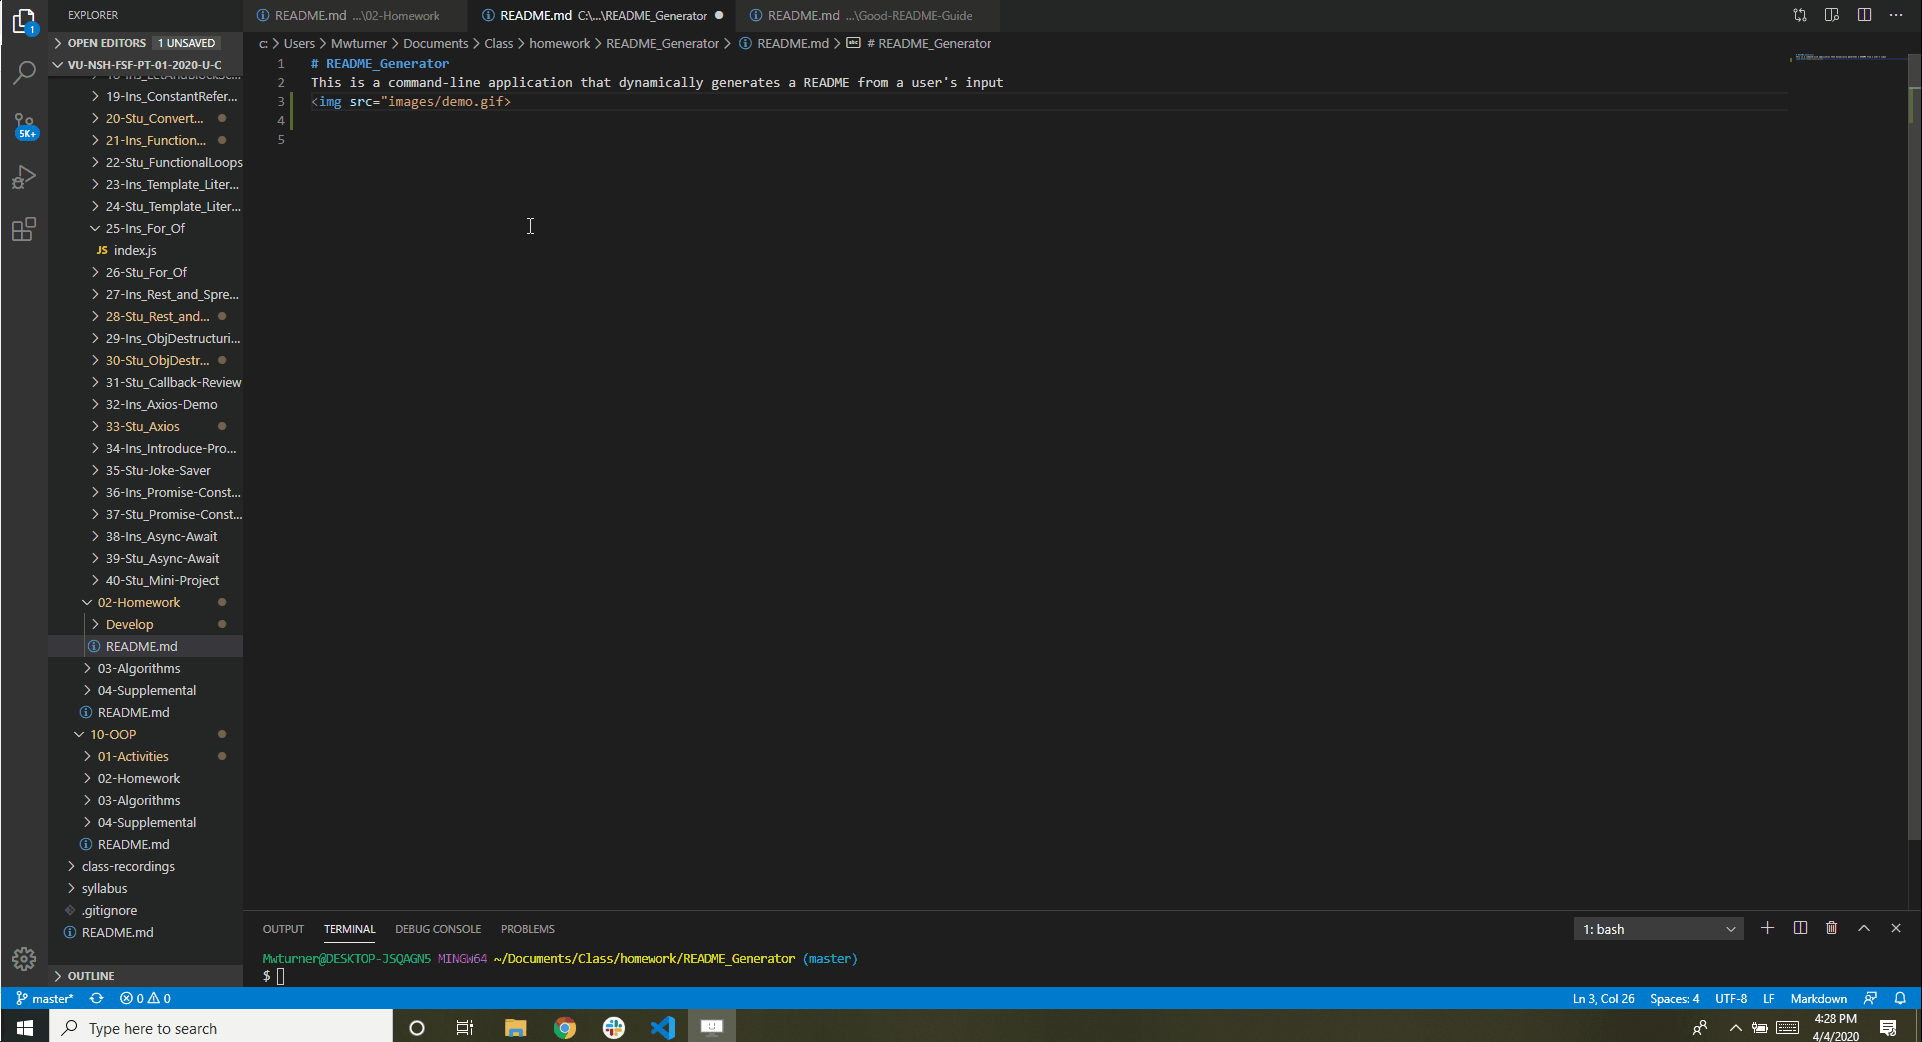 EXPLORER
README.md ...\02-Homework
README.md C:\...\README_Generator
README.md ...\Good-README-Guide
1
OPEN EDITORS 1 UNSAVED
C: > Users > Mwturner > Documents > Class > homework > README_Generator > README.md > # README_Generator
VU-NSH-FSF-PT-01-2020-U-C
1 # README_Generator
2 This is a command-line application that dynamically generates a README from a user's input
3 <img src="images/demo.gif>
4
5
19-Ins_ConstantRefer...
20-Stu_Convert...
5K+
21-Ins_Function...
22-Stu_FunctionalLoops
23-Ins_Template_Liter...
24-Stu_Template_Liter...
25-Ins_For_Of
JS index.js
26-Stu_For_Of
27-Ins_Rest_and_Spre...
28-Stu_Rest_and...
29-Ins_ObjDestructuri...
30-Stu_ObjDestr...
31-Stu_Callback-Review
32-Ins_Axios-Demo
33-Stu_Axios
34-Ins_Introduce-Pro...
35-Stu-Joke-Saver
36-Ins_Promise-Const...
37-Stu_Promise-Const...
38-Ins_Async-Await
39-Stu_Async-Await
40-Stu_Mini-Project
02-Homework
Develop
README.md
03-Algorithms
04-Supplemental
README.md
10-OOP
01-Activities
02-Homework
03-Algorithms
04-Supplemental
README.md
class-recordings
syllabus
.gitignore
README.md
OUTLINE
OUTPUT TERMINAL DEBUG CONSOLE PROBLEMS
1: bash
Mwturner@DESKTOP-JSQAGN5 MINGW64 ~/Documents/Class/homework/README_Generator (master)
$
master* 0 0
Ln 3, Col 26 Spaces: 4 UTF-8 LF Markdown
Type here to search
4:28 PM
4/4/2020